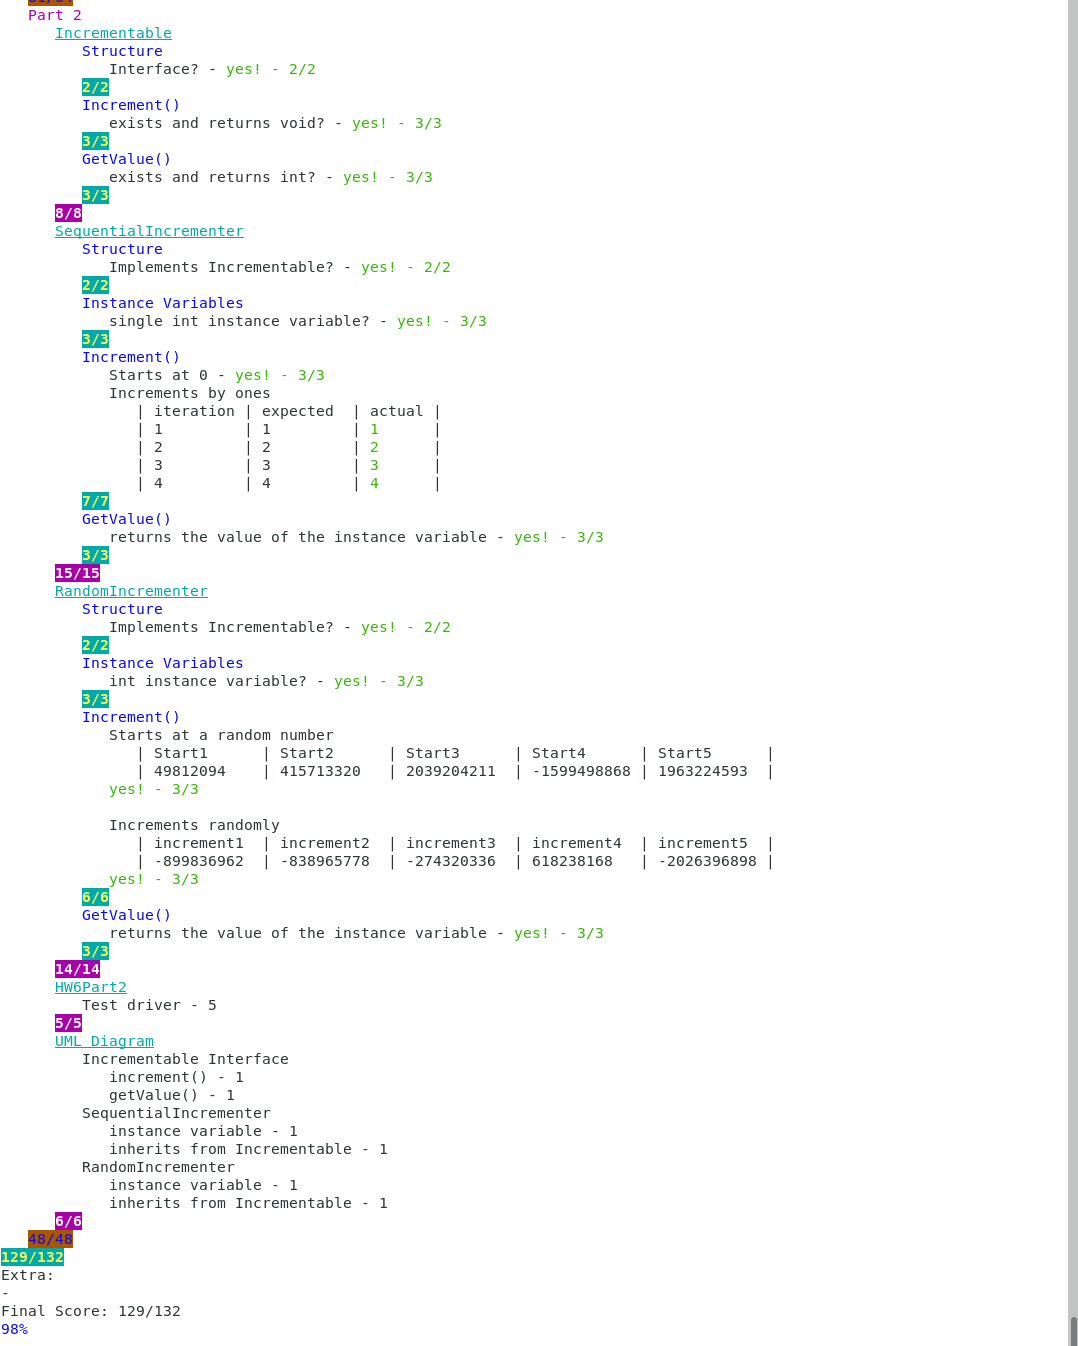 Part 2
Incrementable
Structure
Interface? - yes! - 2/2
2/2
Increment()
exists and returns void? - yes! - 3/3
3/3
GetValue()
exists and returns int? - yes! - 3/3
3/3
8/8
SequentialIncrementer
Structure
Implements Incrementable? - yes! - 2/2
2/2
Instance Variables
single int instance variable? - yes! - 3/3
3/3
Increment()
Starts at 0 - yes! - 3/3
Increments by ones
| iteration | expected  | actual |
| 1         | 1         | 1      |
| 2         | 2         | 2      |
| 3         | 3         | 3      |
| 4         | 4         | 4      |
7/7
GetValue()
returns the value of the instance variable - yes! - 3/3
3/3
15/15
RandomIncrementer
Structure
Implements Incrementable? - yes! - 2/2
2/2
Instance Variables
int instance variable? - yes! - 3/3
3/3
Increment()
Starts at a random number
| Start1      | Start2      | Start3      | Start4      | Start5      |
| 49812094    | 415713320   | 2039204211  | -1599498868 | 1963224593  |
yes! - 3/3
Increments randomly
| increment1  | increment2  | increment3  | increment4  | increment5  |
| -899836962  | -838965778  | -274320336  | 618238168   | -2026396898 |
yes! - 3/3
6/6
GetValue()
returns the value of the instance variable - yes! - 3/3
3/3
14/14
HW6Part2
Test driver - 5
5/5
UML Diagram
Incrementable Interface
increment() - 1
getValue() - 1
SequentialIncrementer
instance variable - 1
inherits from Incrementable - 1
RandomIncrementer
instance variable - 1
inherits from Incrementable - 1
6/6
48/48
129/132
Extra:
-
Final Score: 129/132
98%